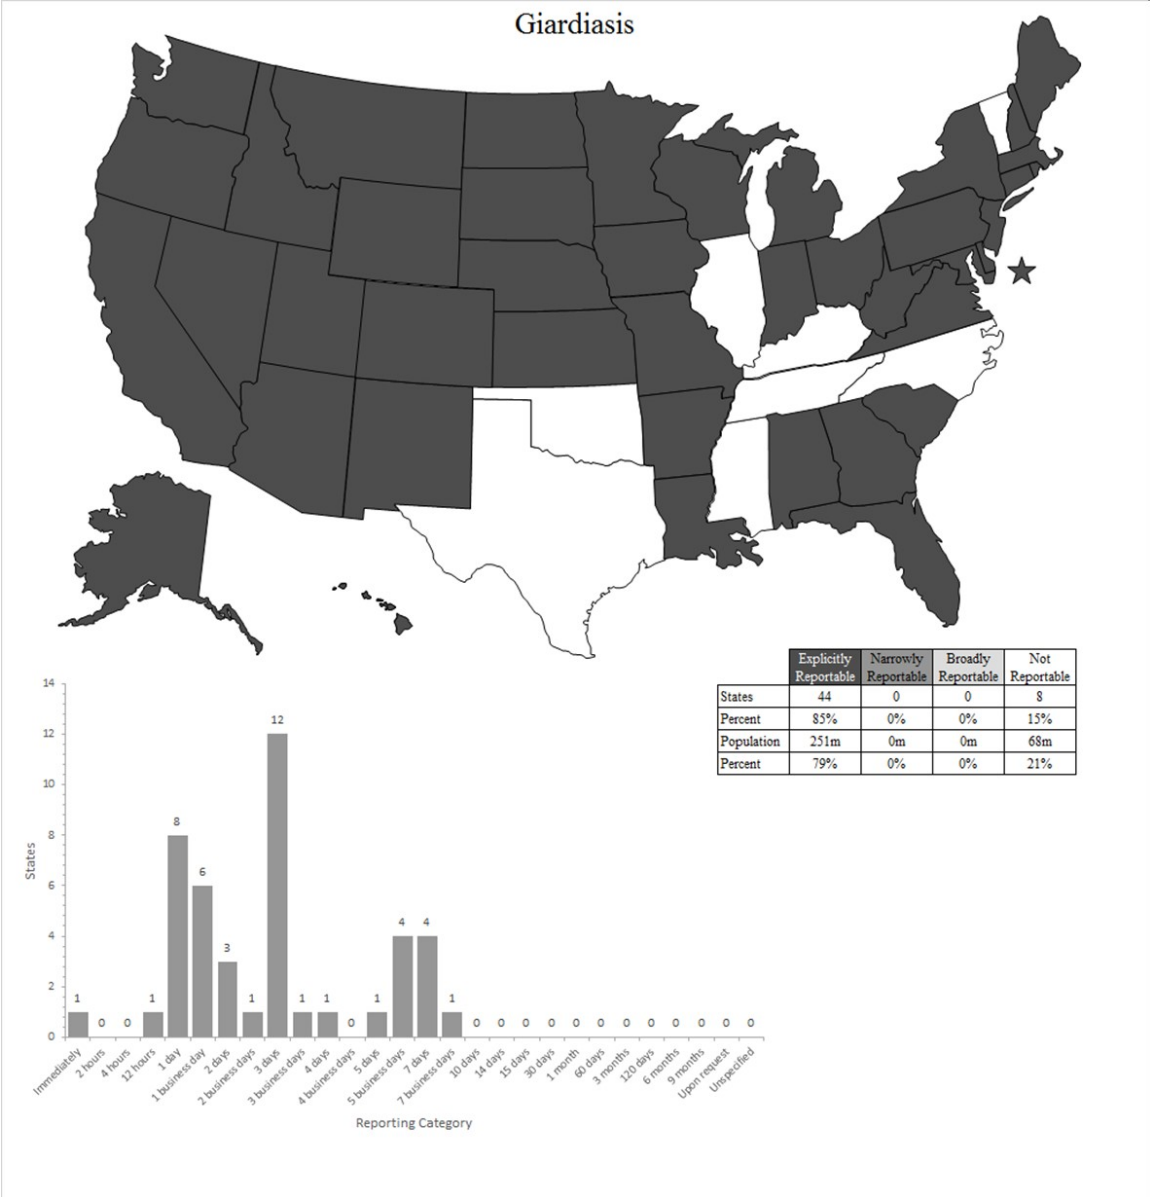 Giardiasis
Explicitly Reportable Narrowly Reportable Broadly Reportable Not Reportable
States 44 0 0 8
Percent 85% 0% 0% 15%
Population 251m 0m 0m 68m
Percent 79% 0% 0% 21%
14
12
10
8
6
4
2
0
States
1 0 0 1 8 6 3 1 12 1 1 0 1 4 4 1 0 0 0 0 0 0 0 0 0 0 0 0
Immediately
2 hours
4 hours
12 hours
1 day
1 business day
2 days
2 business days
3 days
3 business days
4 days
4 business days
5 days
5 business days
7 days
7 business days
10 days
14 days
15 days
30 days
1 month
60 days
3 months
120 days
6 months
9 months
Upon request
Unspecified
Reporting Category